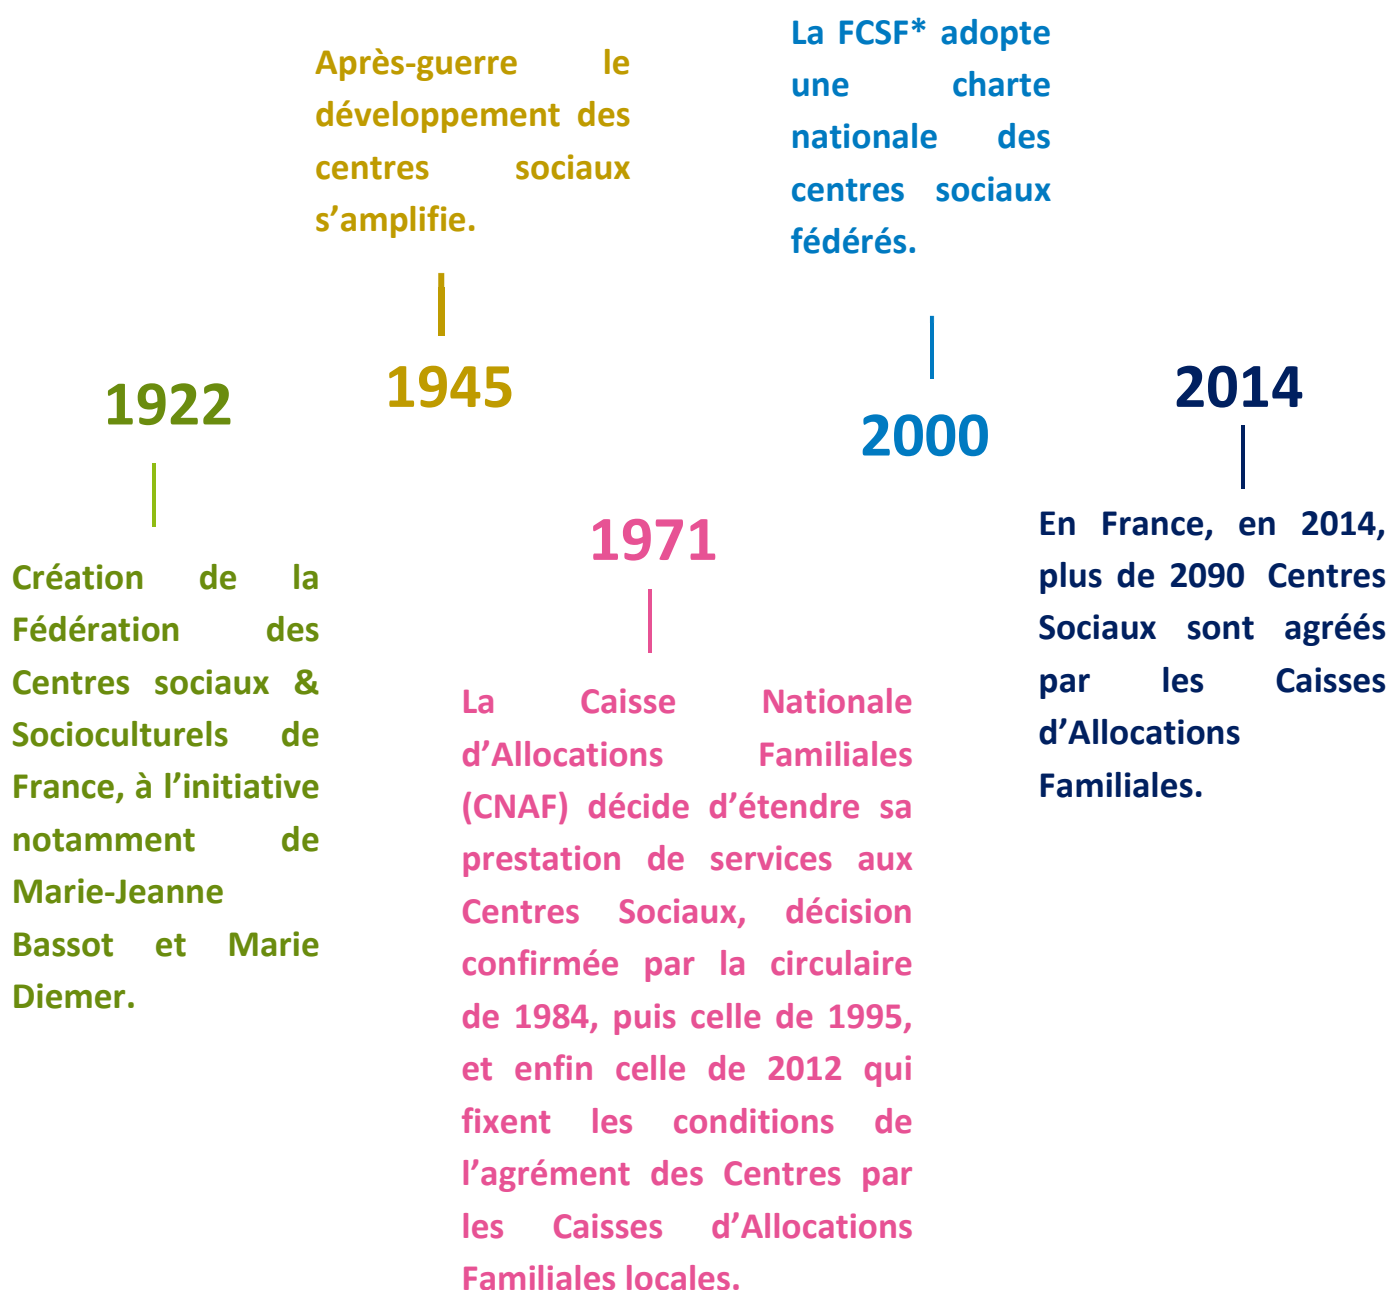 1922
Création de la
Fédération des
Centres sociaux &
Socioculturels de
France, à l’initiative
notamment de
Marie-Jeanne
Bassot et Marie
Diemer.
Après-guerre le
développement des
centres sociaux
s’amplifie.
1945
1971
La Caisse Nationale
d’Allocations Familiales
(CNAF) décide d’étendre sa
prestation de services aux
Centres Sociaux, décision
confirmée par la circulaire
de 1984, puis celle de 1995,
et enfin celle de 2012 qui
fixent les conditions de
l’agrément des Centres par
les Caisses d’Allocations
Familiales locales.
La FCSF* adopte
une charte
nationale des
centres sociaux
fédérés.
2000
2014
En France, en 2014,
plus de 2090 Centres
Sociaux sont agréés
par les Caisses
d’Allocations
Familiales.